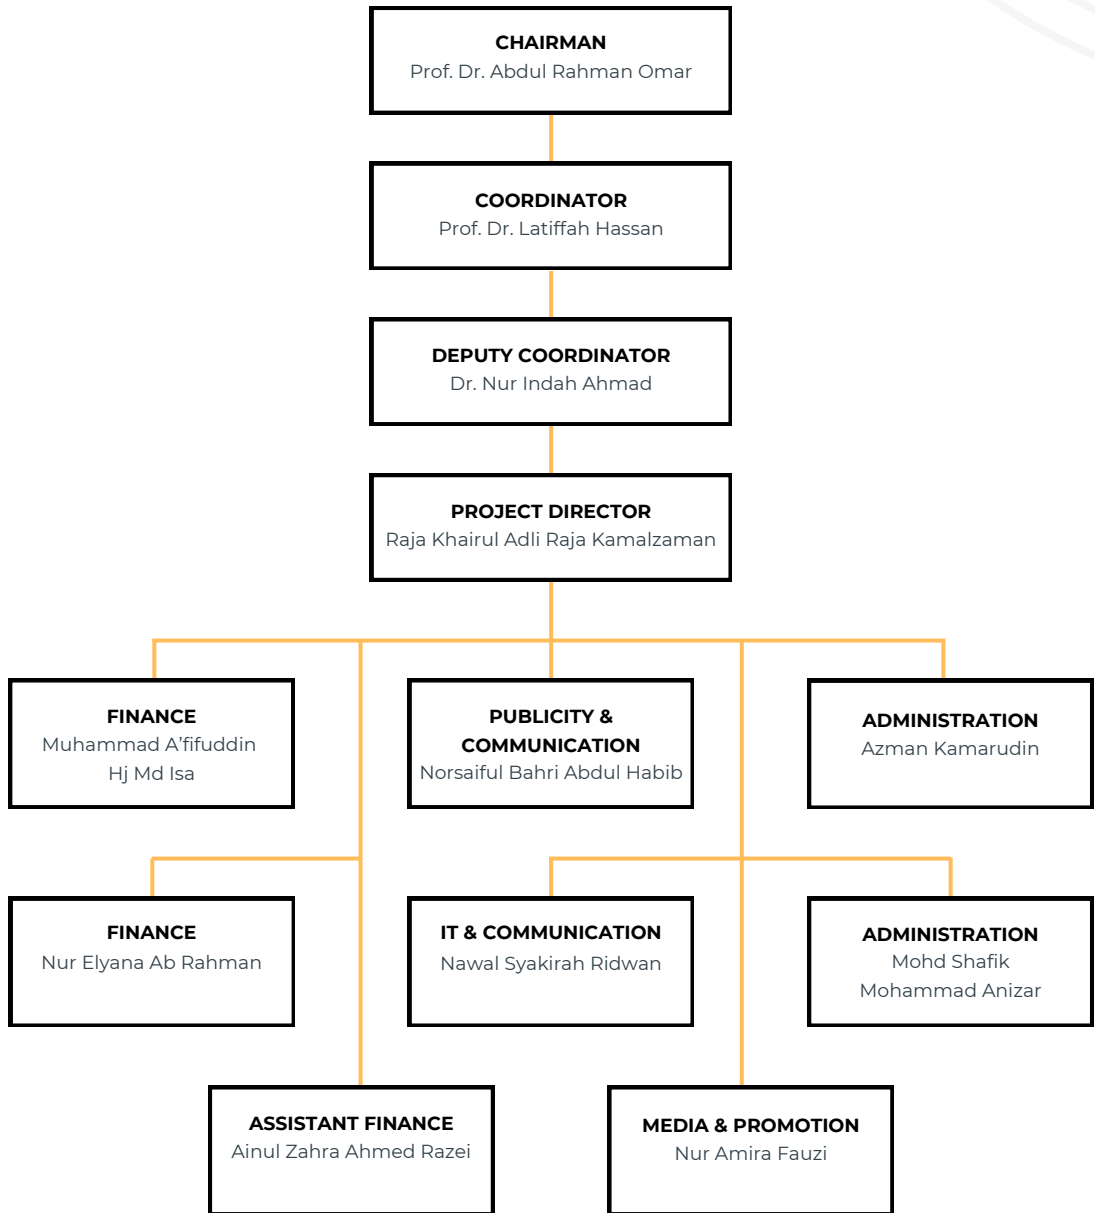 CHAIRMAN
Prof. Dr. Abdul Rahman Omar
COORDINATOR
Prof. Dr. Latiffah Hassan
DEPUTY COORDINATOR
Dr. Nur Indah Ahmad
PROJECT DIRECTOR
Raja Khairul Adli Raja Kamalzaman
FINANCE
Muhammad A’fifuddin
Hj Md Isa
PUBLICITY &
COMMUNICATION
Norsaiful Bahri Abdul Habib
ADMINISTRATION
Azman Kamarudin
FINANCE
Nur Elyana Ab Rahman
IT & COMMUNICATION
Nawal Syakirah Ridwan
ADMINISTRATION
Mohd Shafik
Mohammad Anizar
ASSISTANT FINANCE
Ainul Zahra Ahmed Razei
MEDIA & PROMOTION
Nur Amira Fauzi